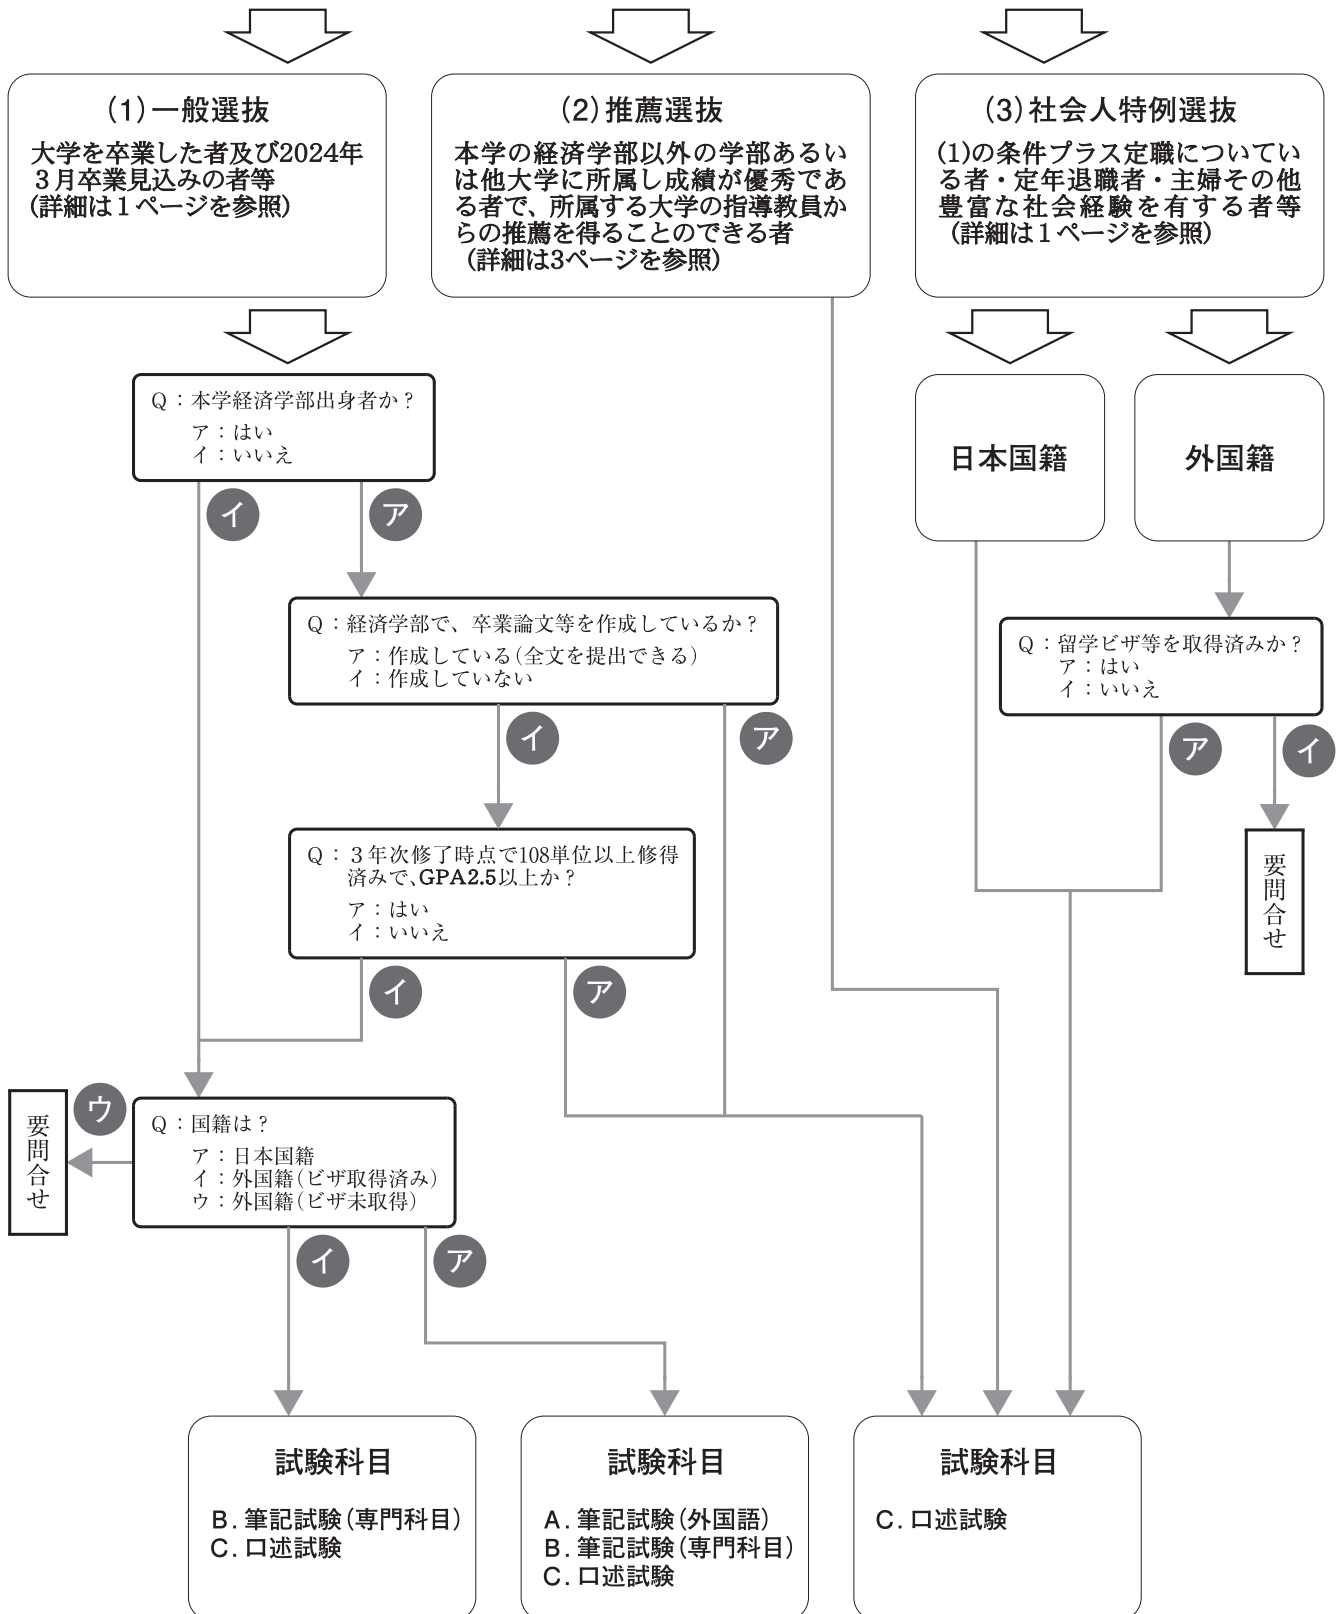 (1)一般選抜
大学を卒業した者及び2024年
３月卒業見込みの者等
(詳細は１ページを参照)
(2)推薦選抜
本学の経済学部以外の学部あるい
は他大学に所属し成績が優秀であ
る者で、所属する大学の指導教員か
らの推薦を得ることのできる者
(詳細は3ページを参照)
(3)社会人特例選抜
(1)の条件プラス定職についてい
る者・定年退職者・主婦その他
豊富な社会経験を有する者等
(詳細は１ページを参照)
Q：本学経済学部出身者か？
ア：はい
イ：いいえ
日本国籍
外国籍
イ
ア
Q：経済学部で、卒業論文等を作成しているか？
ア：作成している(全文を提出できる)
イ：作成していない
Q：留学ビザ等を取得済みか？
ア：はい
イ：いいえ
イ
ア
ア
イ
Q：３年次修了時点で108単位以上修得
済みで、GPA2.5以上か？
ア：はい
イ：いいえ
要問合せ
イ
ア
要問合せ
ウ
Q：国籍は？
ア：日本国籍
イ：外国籍(ビザ取得済み)
ウ：外国籍(ビザ未取得)
イ
ア
試験科目
B. 筆記試験(専門科目)
C. 口述試験
試験科目
A. 筆記試験(外国語)
B. 筆記試験(専門科目)
C. 口述試験
試験科目
C. 口述試験